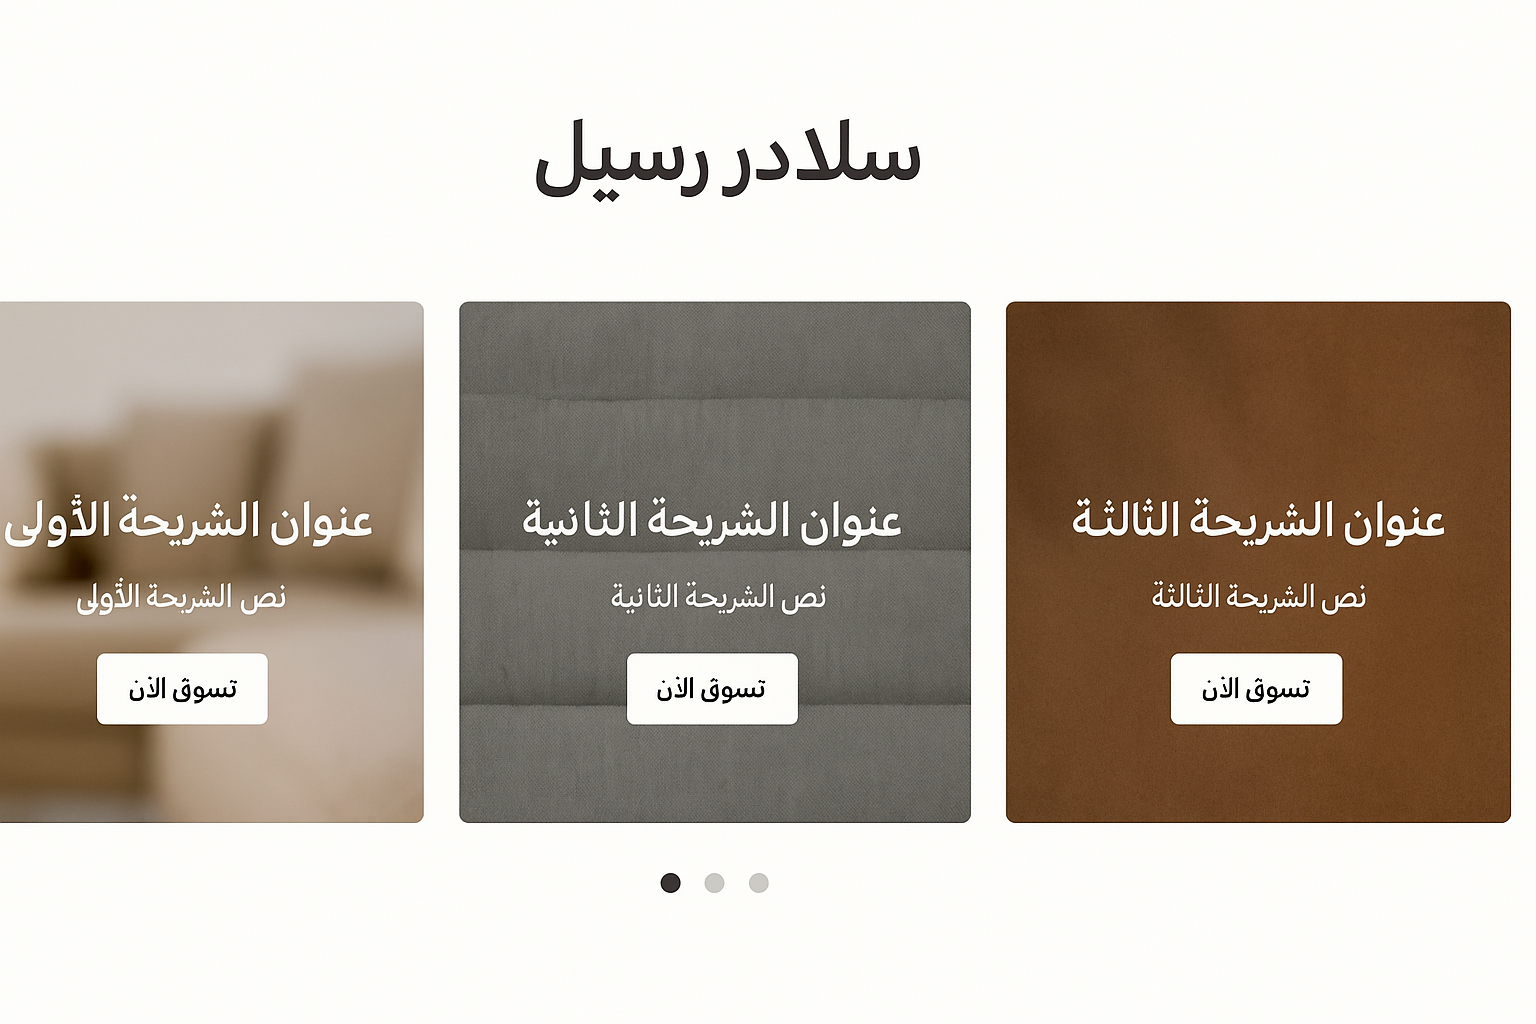 سلادر رسيل
عنوان الشريحة الثالثة
نص الشريحة الثالثة
تسوق الآن
عنوان الشريحة الثانية
نص الشريحة الثانية
تسوق الآن
عنوان الشريحة الأولى
نص الشريحة الأولى
تسوق الآن